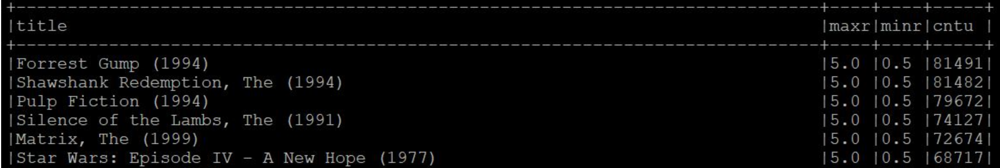 +------------------------------------------------------------------------------+----+----+-----+
|title                                                                         |maxr|minr|cntu |
+------------------------------------------------------------------------------+----+----+-----+
|Forrest Gump (1994)                                                           |5.0 |0.5 |81491|
|Shawshank Redemption, The (1994)                                              |5.0 |0.5 |81482|
|Pulp Fiction (1994)                                                           |5.0 |0.5 |79672|
|Silence of the Lambs, The (1991)                                              |5.0 |0.5 |74127|
|Matrix, The (1999)                                                            |5.0 |0.5 |72674|
|Star Wars: Episode IV - A New Hope (1977)                                     |5.0 |0.5 |68717|